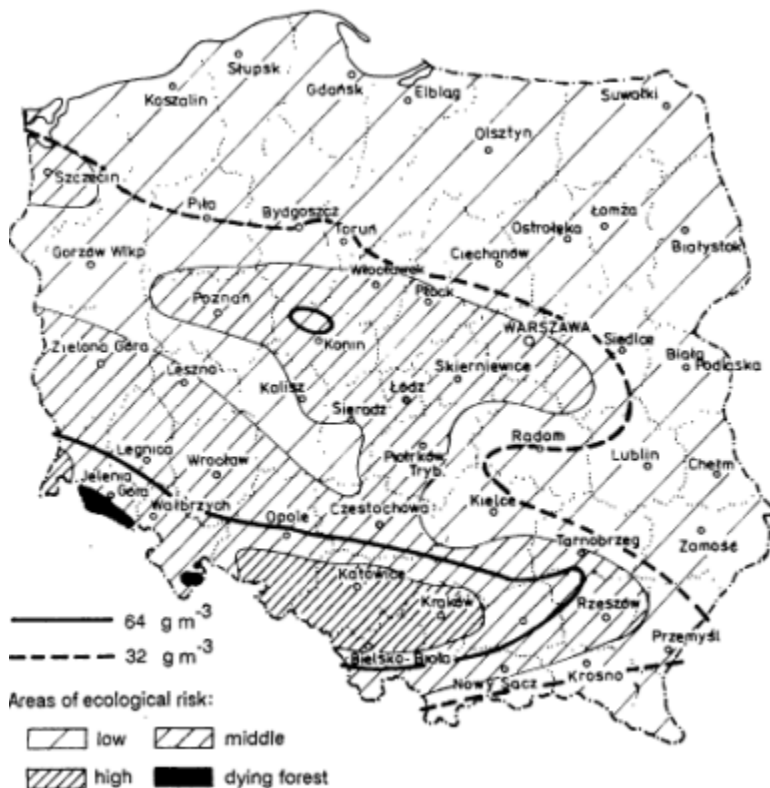 Słupsk
Koszalin
Gdańsk
Elbląg
Suwałki
Olsztyn
Szczecin
Piła
Bydgoszcz
Toruń
Ostrołęka
Łomża
Białystok
Gorzów Wlkp
Ciechanów
Włocławek
Płock
Poznań
Konin
WARSZAWA
Siedlce
Biała
Podlaska
Zielona Góra
Leszno
Skierniewice
Kalisz
Łódź
Sieradz
Radom
Piotrków
Tryb.
Lublin
Chełm
Legnica
Wrocław
Jelenia
Góra
Wałbrzych
Opole
Częstochowa
Kielce
Tarnobrzeg
Zamość
Katowice
Kraków
Rzeszów
Przemyśl
Bielsko-Biała
Nowy Sącz
Krosno
64 g m-3
32 g m-3
Areas of ecological risk:
low middle
high dying forest